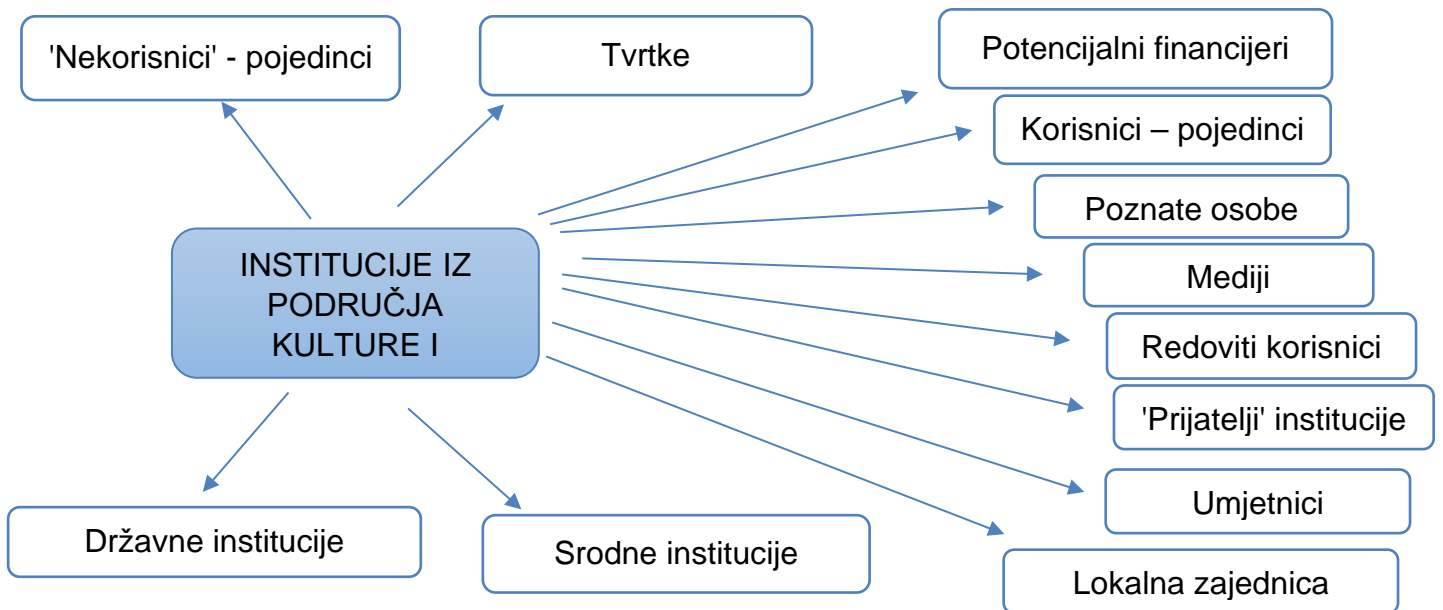 'Nekorisnici' - pojedinci
Tvrtke
Potencijalni financijeri
Korisnici – pojedinci
Poznate osobe
INSTITUCIJE IZ
PODRUČJA
KULTURE I
Mediji
Redoviti korisnici
'Prijatelji' institucije
Umjetnici
Državne institucije
Srodne institucije
Lokalna zajednica